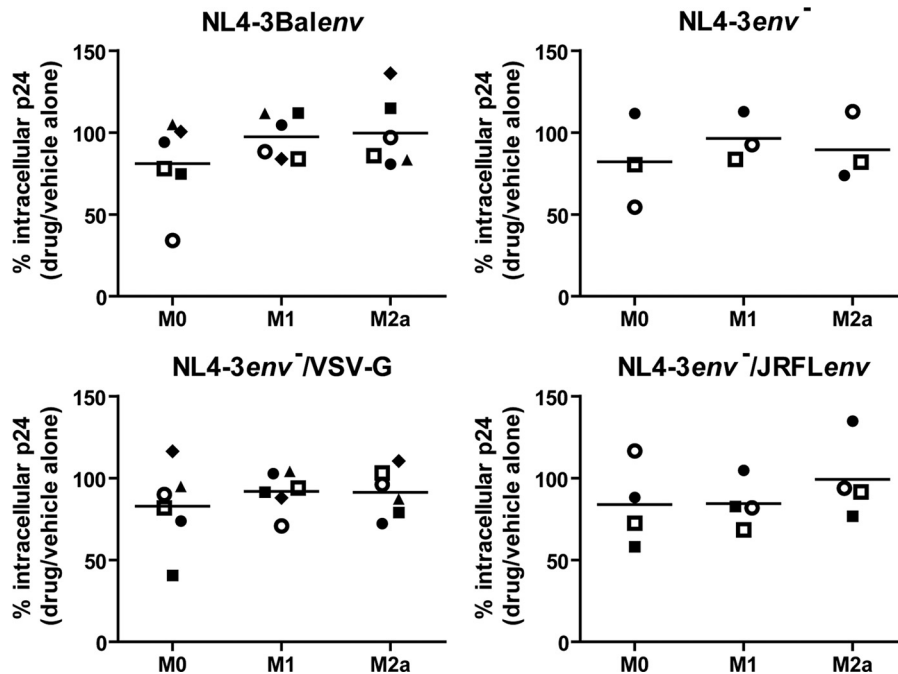 NL4-3Balenv
% intracellular p24
(drug/vehicle alone)
150
100
50
0
M0 M1 M2a
NL4-3env⁻
% intracellular p24
(drug/vehicle alone)
150
100
50
0
M0 M1 M2a
NL4-3env⁻/VSV-G
% intracellular p24
(drug/vehicle alone)
150
100
50
0
M0 M1 M2a
NL4-3env⁻/JRFLenv
% intracellular p24
(drug/vehicle alone)
150
100
50
0
M0 M1 M2a